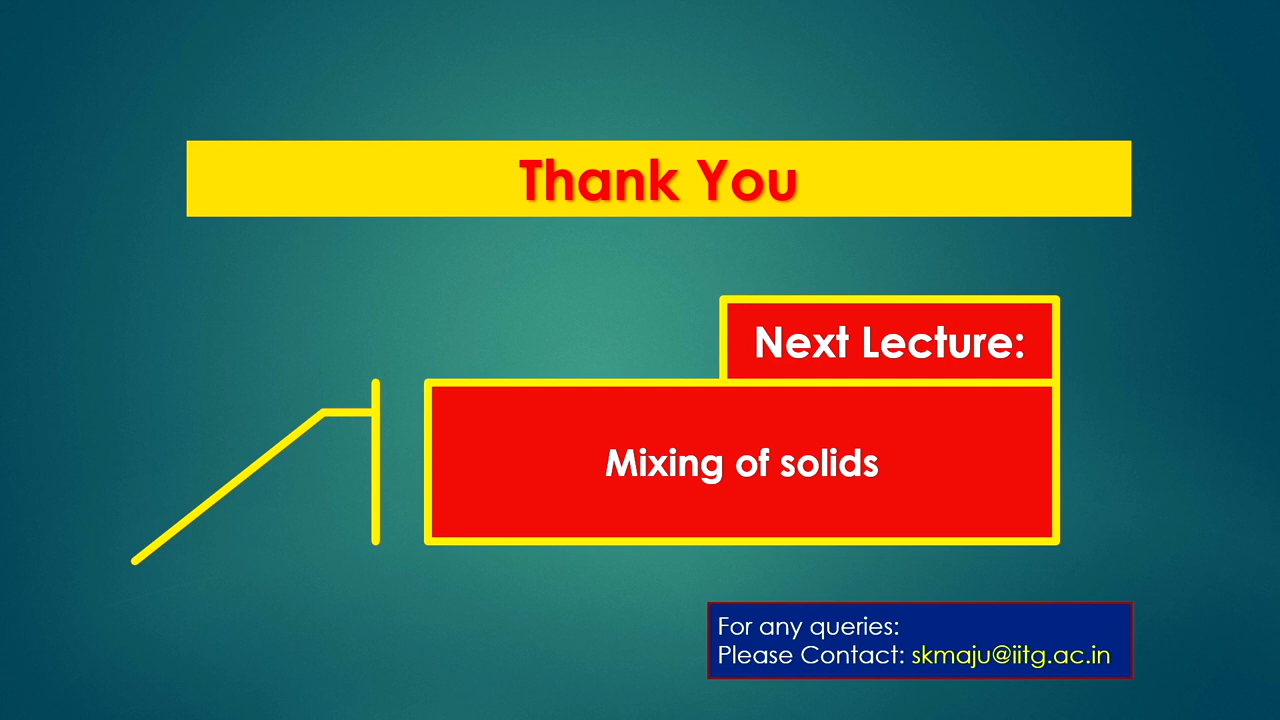 Thank You
Next Lecture:
Mixing of solids
For any queries:
Please Contact: skmaju@iitg.ac.in